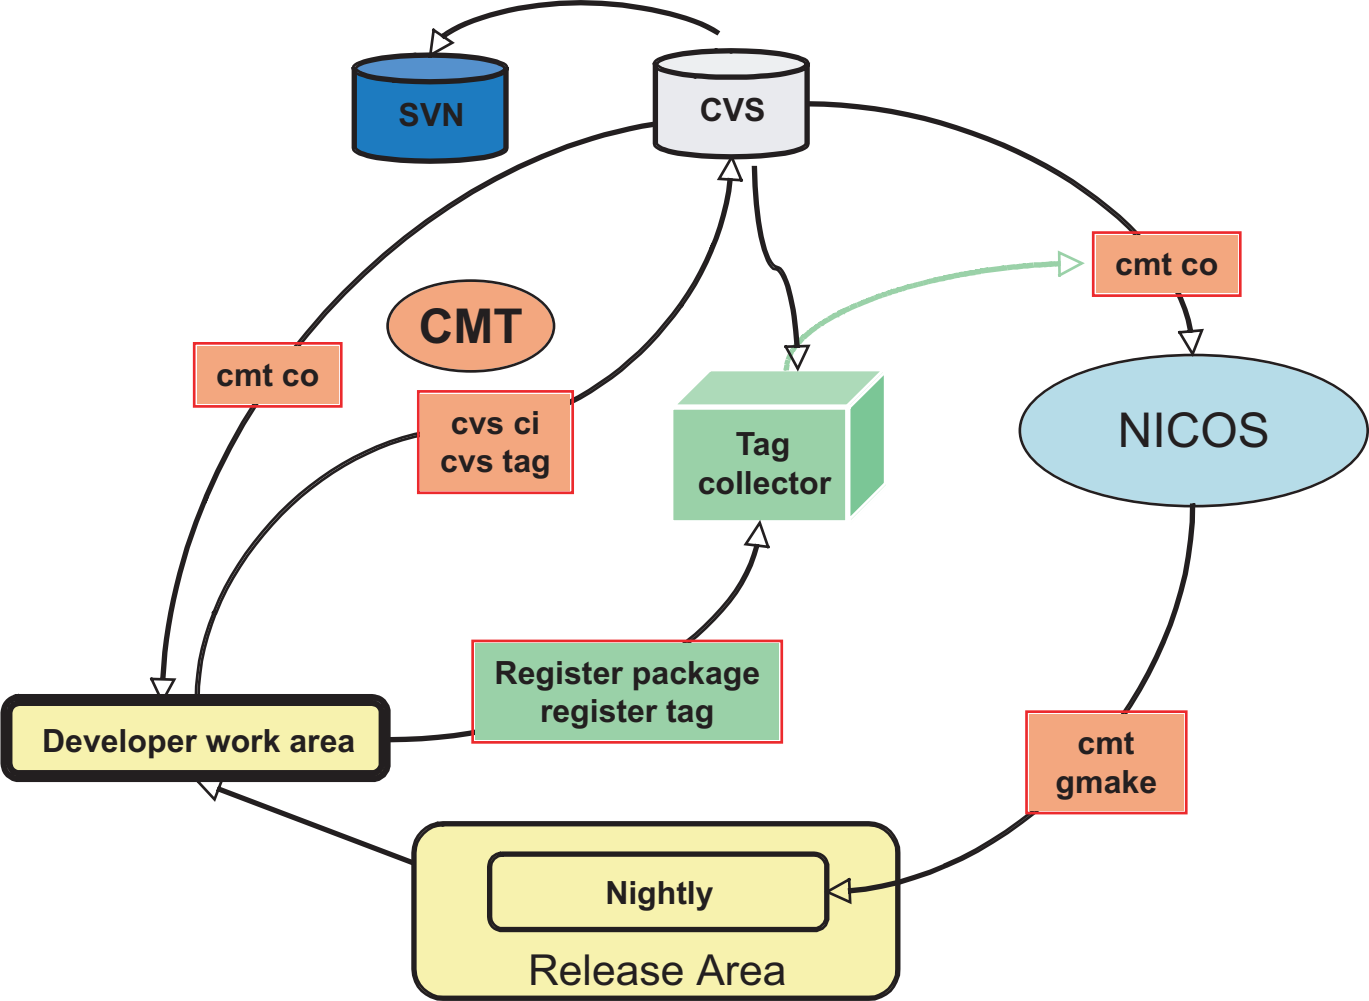 SVN
CVS
cmt co
CMT
cmt co
cvs ci
cvs tag
Tag
collector
NICOS
Register package
register tag
Developer work area
cmt
gmake
Nightly
Release Area